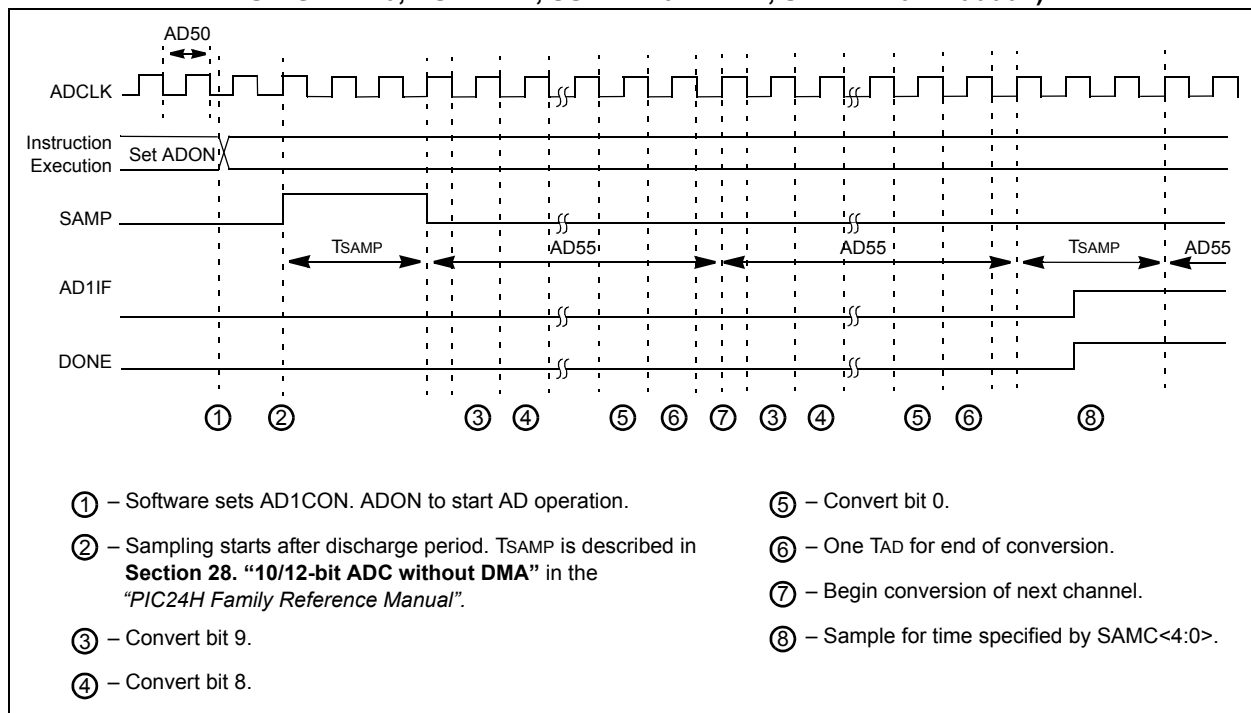 AD50
ADCLK
Instruction
Execution
Set ADON
SAMP
TSAMP
AD55
AD55
TSAMP
AD55
AD1IF
DONE
1 2 3 4 5 6 7 3 4 5 6 8
1 – Software sets AD1CON. ADON to start AD operation.
2 – Sampling starts after discharge period. TSAMP is described in
Section 28. “10/12-bit ADC without DMA” in the
“PIC24H Family Reference Manual”.
3 – Convert bit 9.
4 – Convert bit 8.
5 – Convert bit 0.
6 – One TAD for end of conversion.
7 – Begin conversion of next channel.
8 – Sample for time specified by SAMC<4:0>.